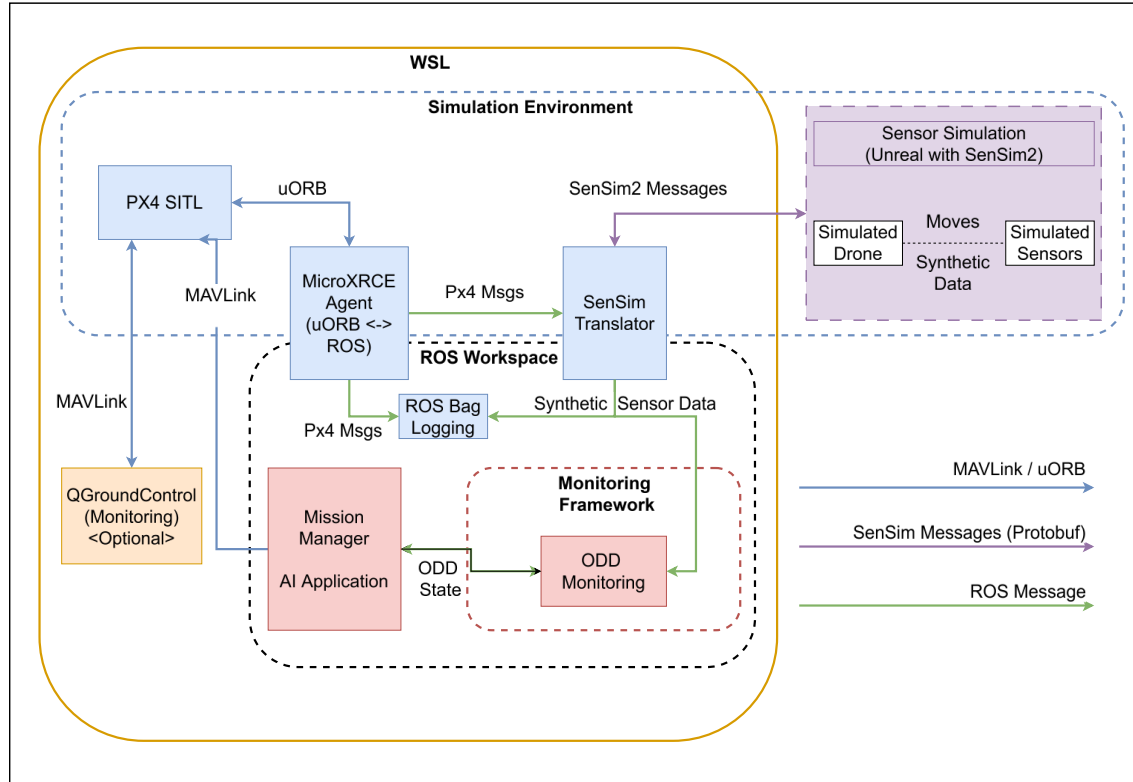 WSL
Simulation Environment
Sensor Simulation
(Unreal with SenSim2)
PX4 SITL
uORB
SenSim2 Messages
Simulated
Drone
Moves
Synthetic
Data
Simulated
Sensors
MAVLink
MicroXRCE
Agent
(uORB <->
ROS)
Px4 Msgs
SenSim
Translator
ROS Workspace
MAVLink
Px4 Msgs
ROS Bag
Logging
Synthetic
Sensor Data
QGroundControl
(Monitoring)
<Optional>
Mission
Manager
AI Application
ODD
State
Monitoring
Framework
ODD
Monitoring
MAVLink / uORB
SenSim Messages (Protobuf)
ROS Message